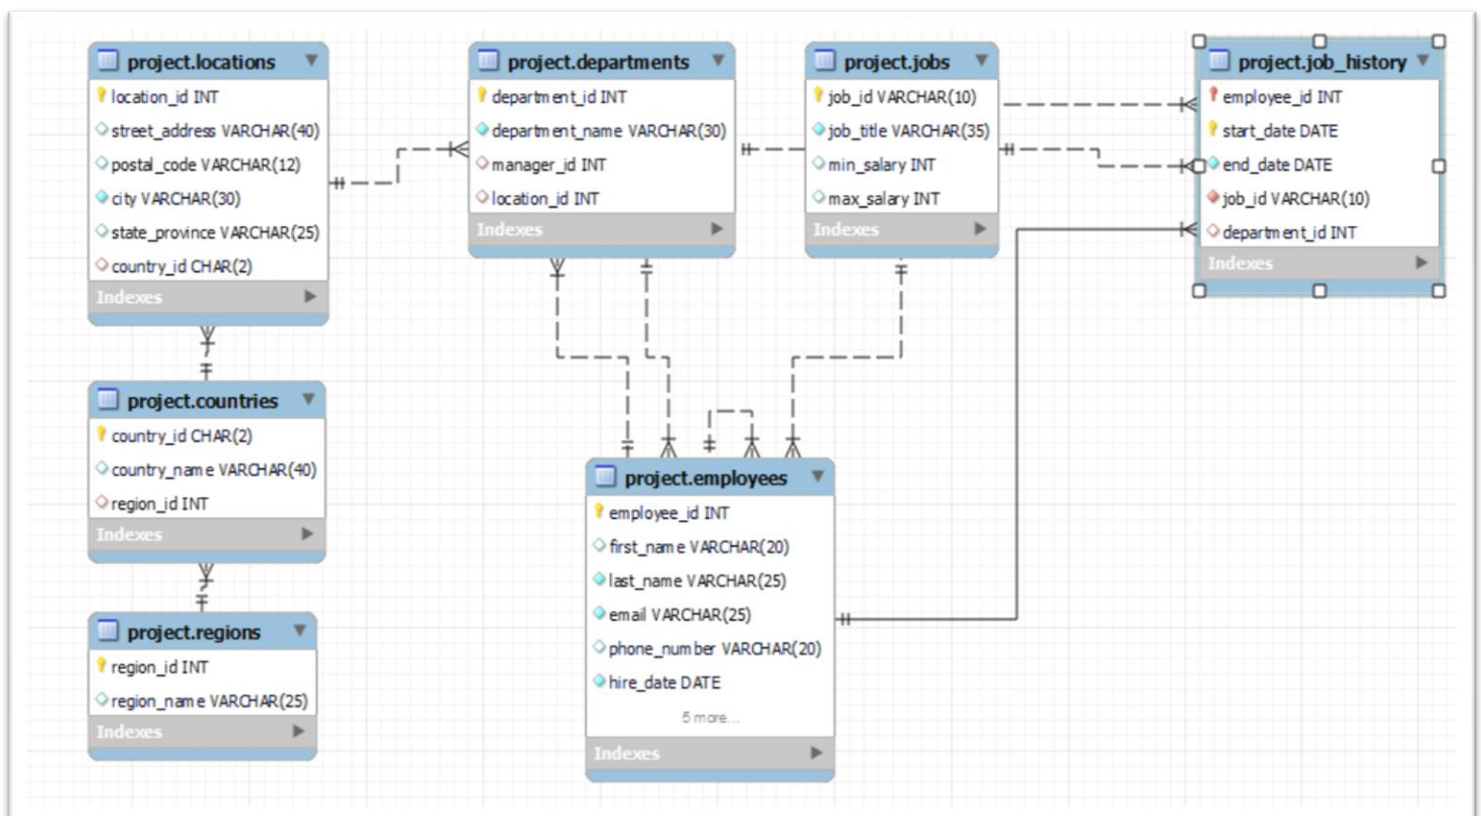 project.locations
location_id INT
street_address VARCHAR(40)
postal_code VARCHAR(12)
city VARCHAR(30)
state_province VARCHAR(25)
country_id CHAR(2)
Indexes
project.departments
department_id INT
department_name VARCHAR(30)
manager_id INT
location_id INT
Indexes
project.jobs
job_id VARCHAR(10)
job_title VARCHAR(35)
min_salary INT
max_salary INT
Indexes
project.job_history
employee_id INT
start_date DATE
end_date DATE
job_id VARCHAR(10)
department_id INT
Indexes
project.countries
country_id CHAR(2)
country_name VARCHAR(40)
region_id INT
Indexes
project.regions
region_id INT
region_name VARCHAR(25)
Indexes
project.employees
employee_id INT
first_name VARCHAR(20)
last_name VARCHAR(25)
email VARCHAR(25)
phone_number VARCHAR(20)
hire_date DATE
5 more...
Indexes